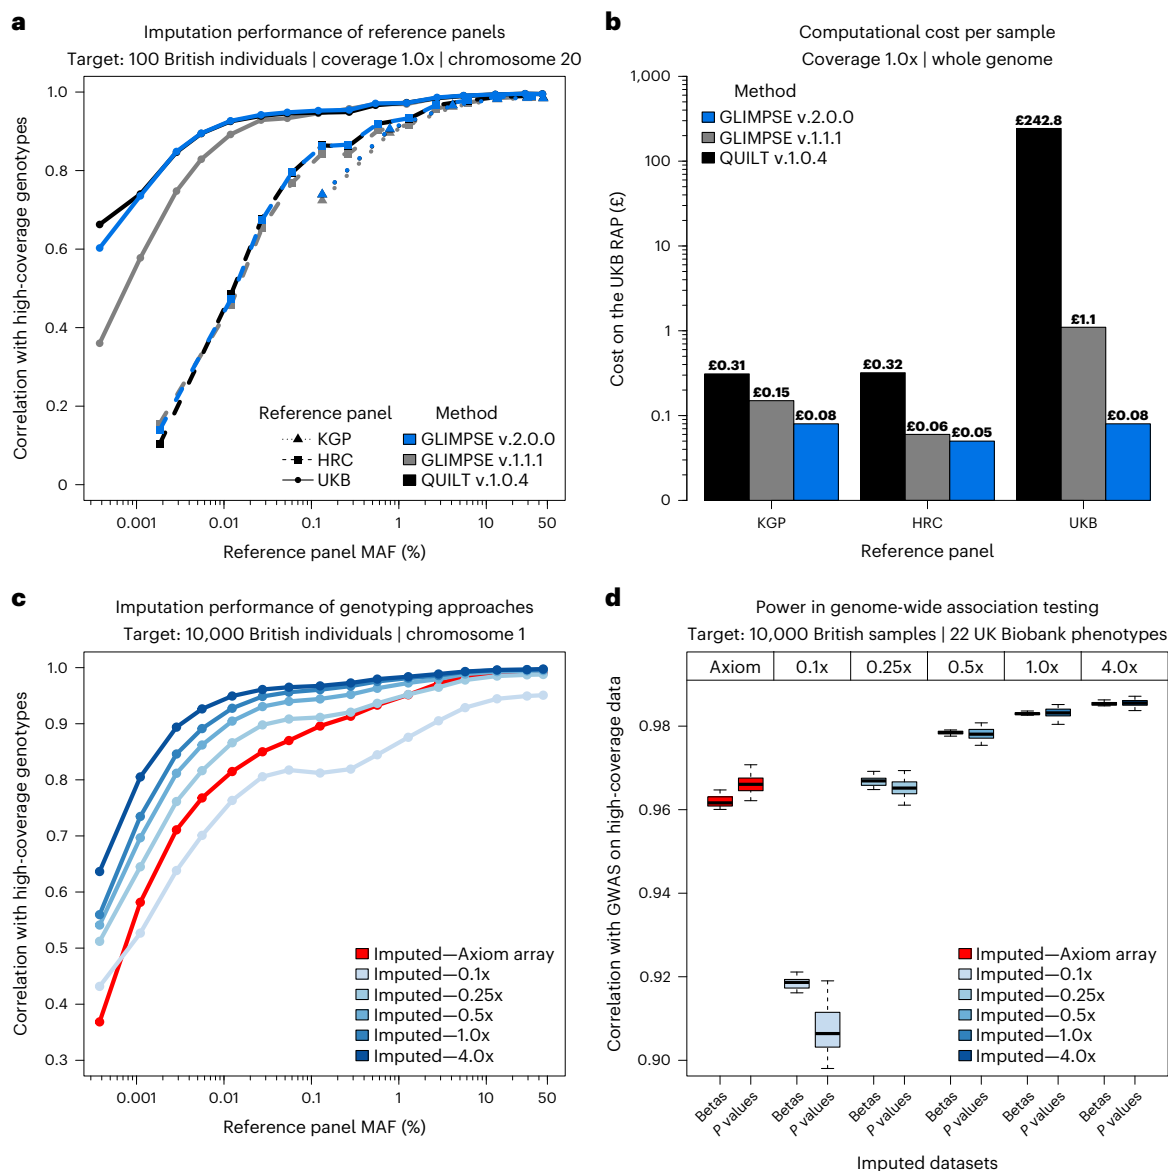 a
Imputation performance of reference panels
Target: 100 British individuals | coverage 1.0x | chromosome 20
Correlation with high-coverage genotypes
1.0
0.8
0.6
0.4
0.2
0
Reference panel
KGP
HRC
UKB
Method
GLIMPSE v.2.0.0
GLIMPSE v.1.1.1
QUILT v.1.0.4
0.001 0.01 0.1 1 10 50
Reference panel MAF (%)
b
Computational cost per sample
Coverage 1.0x | whole genome
Cost on the UKB RAP (£)
1,000
100
10
1
0.1
0
Method
GLIMPSE v.2.0.0
GLIMPSE v.1.1.1
QUILT v.1.0.4
£0.31
£0.15
£0.08
£0.32
£0.06
£0.05
£242.8
£1.1
£0.08
KGP HRC UKB
Reference panel
c
Imputation performance of genotyping approaches
Target: 10,000 British individuals | chromosome 1
Correlation with high-coverage genotypes
1.0
0.9
0.8
0.7
0.6
0.5
0.4
0.3
Imputed—Axiom array
Imputed—0.1x
Imputed—0.25x
Imputed—0.5x
Imputed—1.0x
Imputed—4.0x
0.001 0.01 0.1 1 10 50
Reference panel MAF (%)
d
Power in genome-wide association testing
Target: 10,000 British samples | 22 UK Biobank phenotypes
Axiom 0.1x 0.25x 0.5x 1.0x 4.0x
Correlation with GWAS on high-coverage data
0.98
0.96
0.94
0.92
0.90
Imputed—Axiom array
Imputed—0.1x
Imputed—0.25x
Imputed—0.5x
Imputed—1.0x
Imputed—4.0x
Betas P values Betas P values Betas P values Betas P values Betas P values Betas P values
Imputed datasets